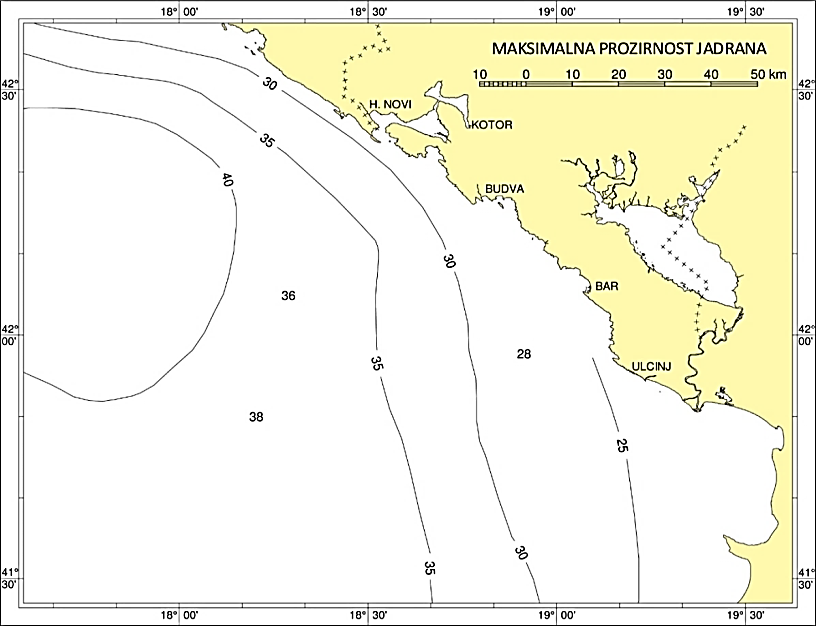 18° 00' 18° 30' 19° 00' 19° 30'
MAKSIMALNA PROZIRNOST JADRANA
10 0 10 20 30 40 50 km
42°
30'
42°
30'
30
H. NOVI
KOTOR
35
40
BUDVA
30
BAR
36
42°
00'
42°
00'
28
35
ULCINJ
38
25
30
35
41°
30'
41°
30'
18° 00' 18° 30' 19° 00' 19° 30'